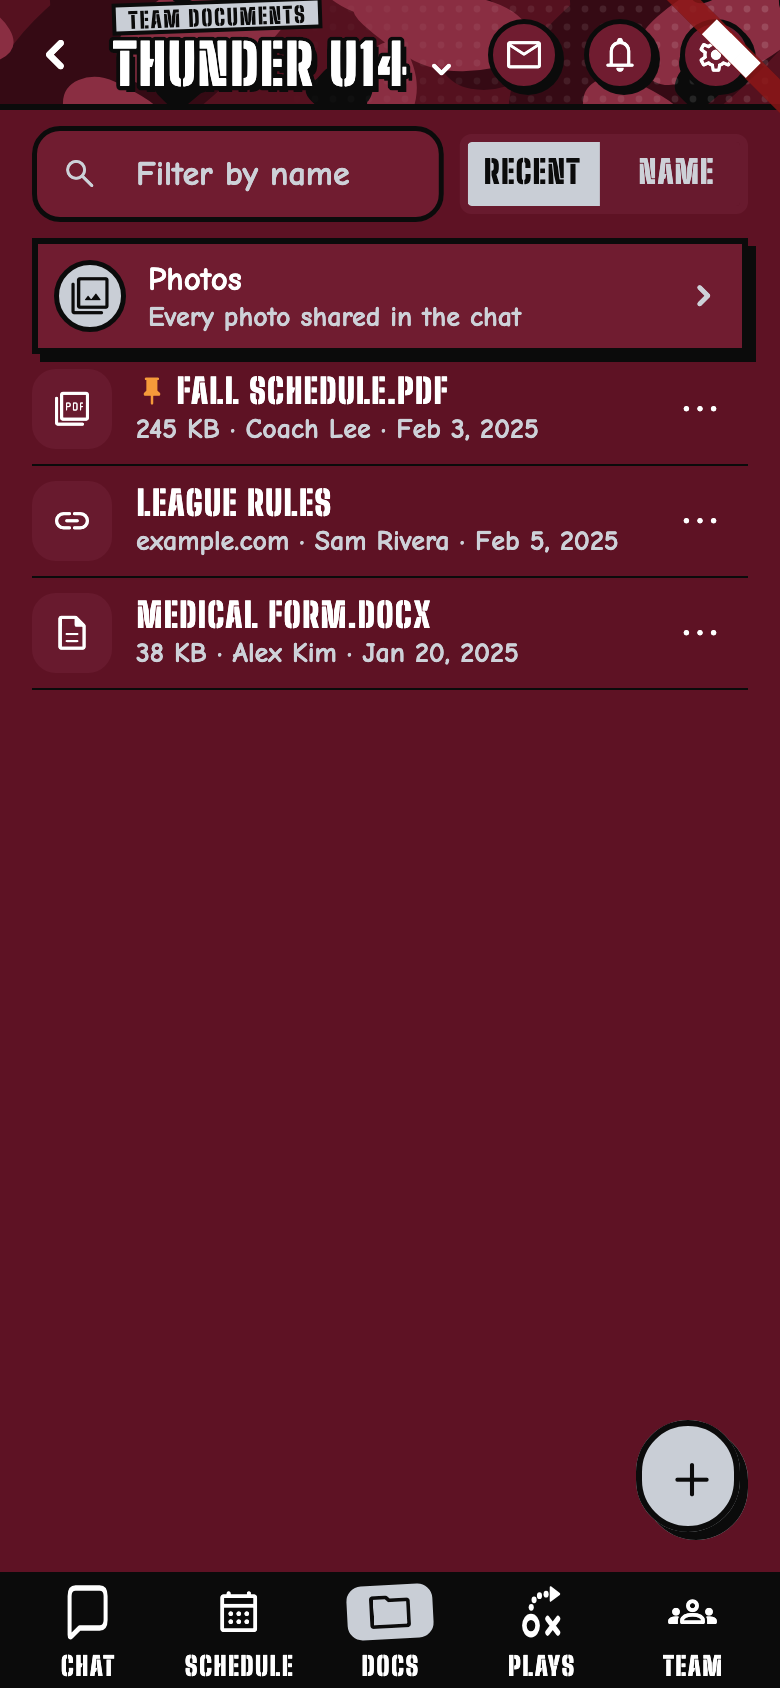 TEAM DOCUMENTS
THUNDER U14
Filter by name
RECENT
NAME
Photos
Every photo shared in the chat
PDF
FALL SCHEDULE.PDF
245 KB · Coach Lee · Feb 3, 2025
LEAGUE RULES
example.com · Sam Rivera · Feb 5, 2025
MEDICAL FORM.DOCX
38 KB · Alex Kim · Jan 20, 2025
CHAT
SCHEDULE
DOCS
PLAYS
TEAM